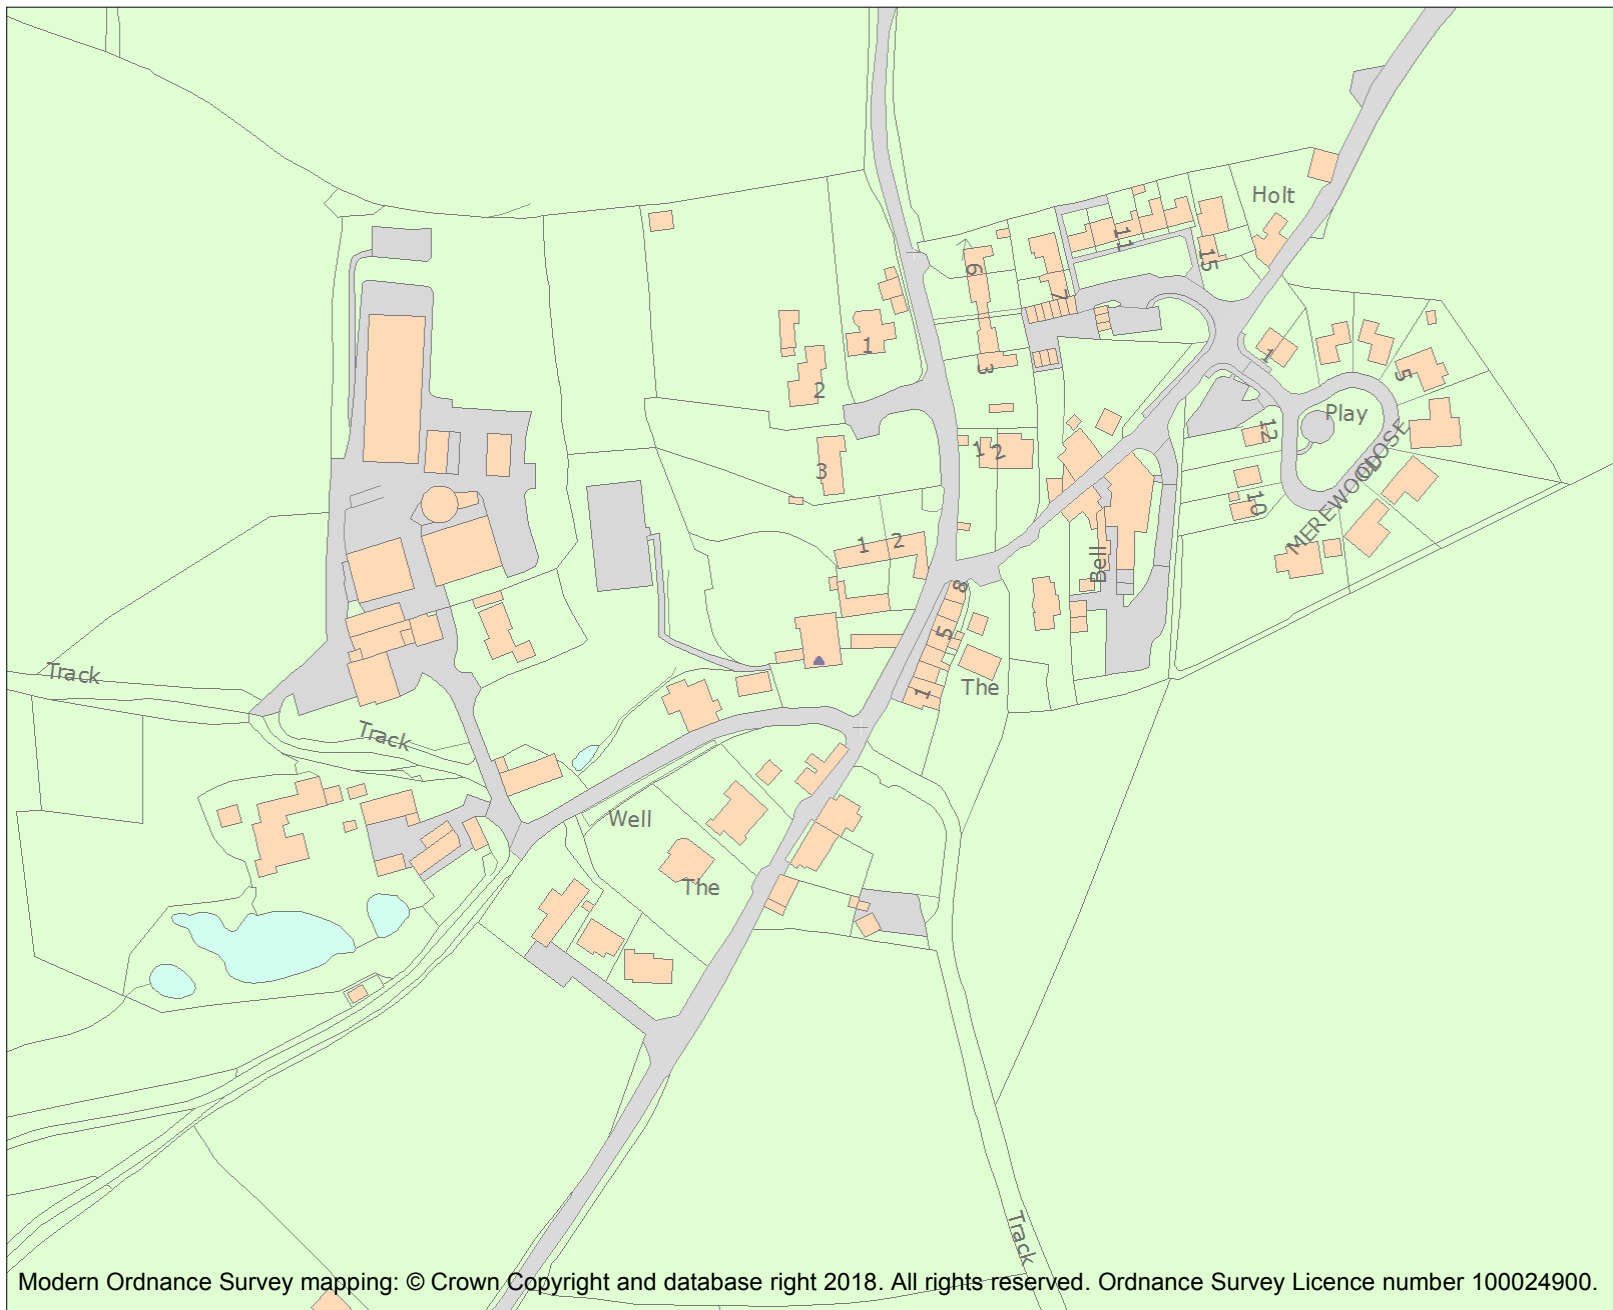 Holt
11
15
6
7
1
3
1
5
2
Play
12
1 2
3
MEREWOOD CLOSE
10
1 2
Bell
8
5
Track
The
1
Track
Well
The
Track
Modern Ordnance Survey mapping: © Crown Copyright and database right 2018. All rights reserved. Ordnance Survey Licence number 100024900.